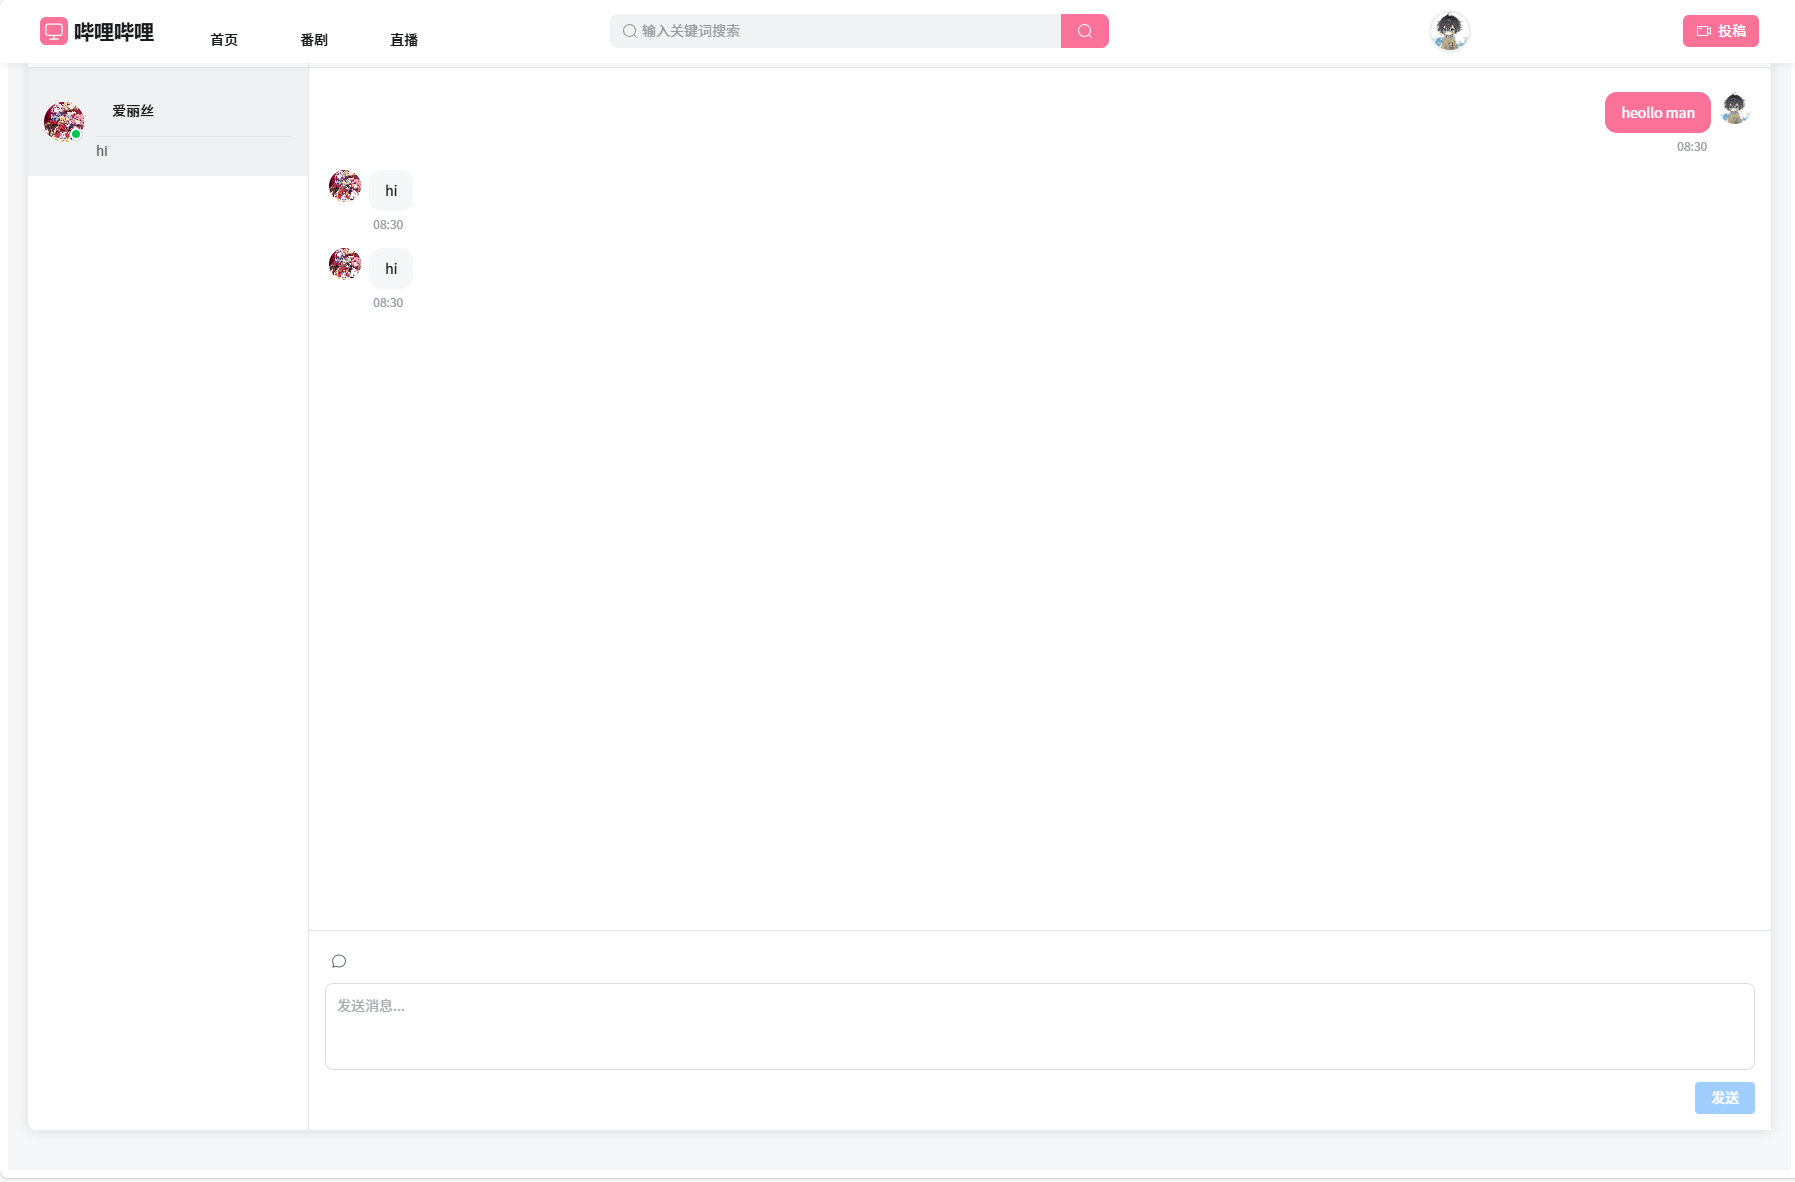 哔哩哔哩
首页
番剧
直播
输入关键词搜索
投稿
爱丽丝
hi
heollo man
08:30
hi
08:30
hi
08:30
发送消息...
发送